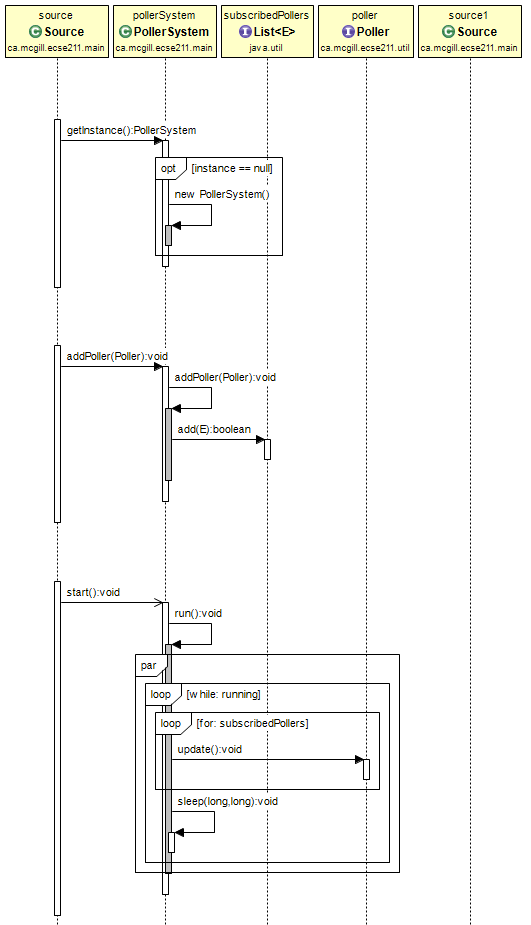 source
C Source
ca.mcgill.ecse211.main
pollerSystem
C PollerSystem
ca.mcgill.ecse211.main
subscribedPollers
I List<E>
java.util
poller
I Poller
ca.mcgill.ecse211.util
source1
C Source
ca.mcgill.ecse211.main
getInstance():PollerSystem
opt [instance == null]
new PollerSystem()
addPoller(Poller):void
addPoller(Poller):void
add(E):boolean
start():void
run():void
par
loop [while: running]
loop [for: subscribedPollers]
update():void
sleep(long,long):void